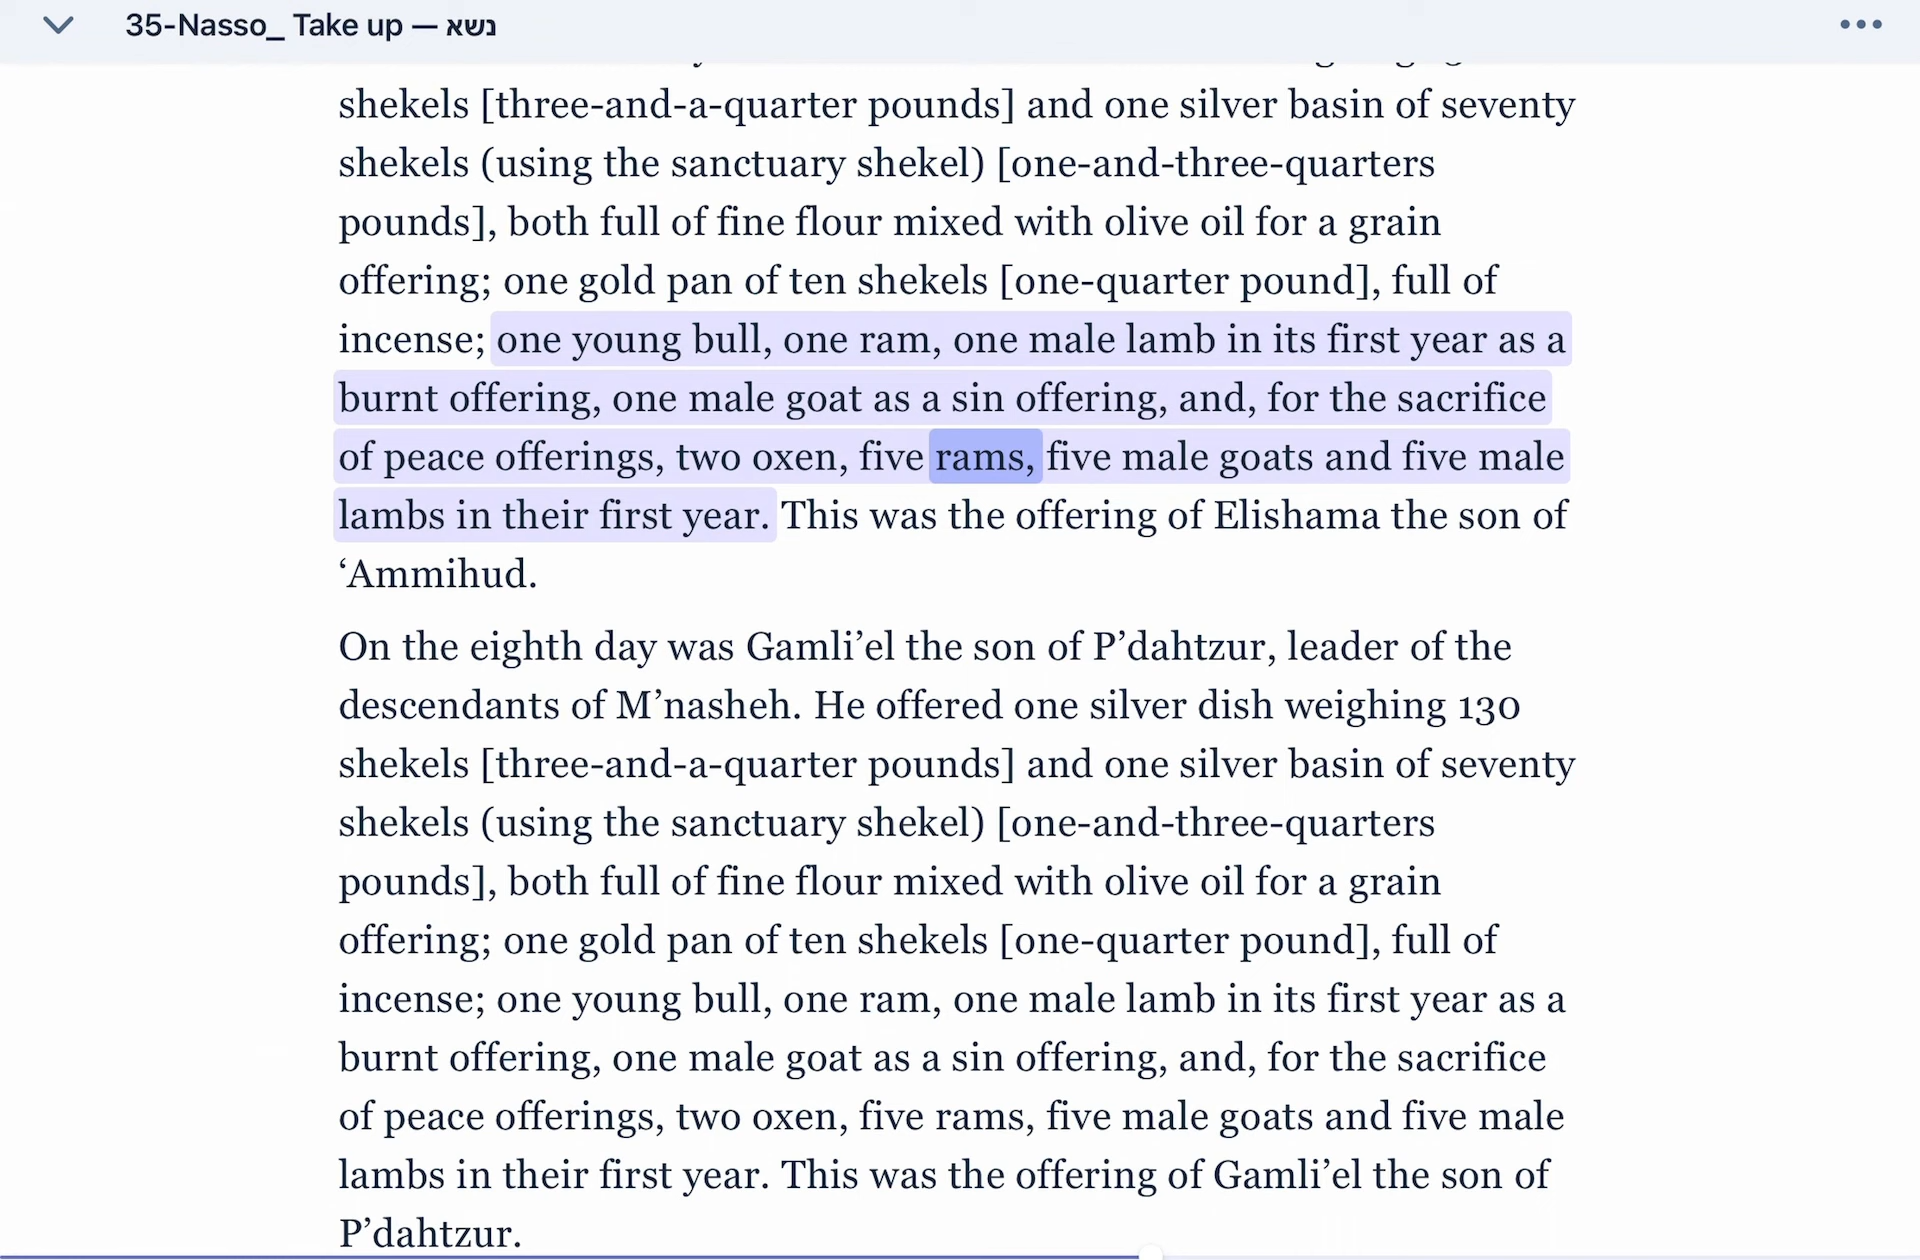 35-Nasso_ Take up — נשא
shekels [three-and-a-quarter pounds] and one silver basin of seventy
shekels (using the sanctuary shekel) [one-and-three-quarters
pounds], both full of fine flour mixed with olive oil for a grain
offering; one gold pan of ten shekels [one-quarter pound], full of
incense; one young bull, one ram, one male lamb in its first year as a
burnt offering, one male goat as a sin offering, and, for the sacrifice
of peace offerings, two oxen, five rams, five male goats and five male
lambs in their first year. This was the offering of Elishama the son of
‘Ammihud.
On the eighth day was Gamli’el the son of P’dahtzur, leader of the
descendants of M’nasheh. He offered one silver dish weighing 130
shekels [three-and-a-quarter pounds] and one silver basin of seventy
shekels (using the sanctuary shekel) [one-and-three-quarters
pounds], both full of fine flour mixed with olive oil for a grain
offering; one gold pan of ten shekels [one-quarter pound], full of
incense; one young bull, one ram, one male lamb in its first year as a
burnt offering, one male goat as a sin offering, and, for the sacrifice
of peace offerings, two oxen, five rams, five male goats and five male
lambs in their first year. This was the offering of Gamli’el the son of
P’dahtzur.